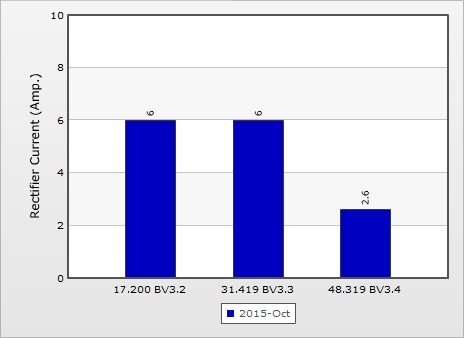 10
8
6
4
2
0
Rectifier Current (Amp.)
6
6
2.6
17.200 BV3.2
31.419 BV3.3
48.319 BV3.4
2015-Oct